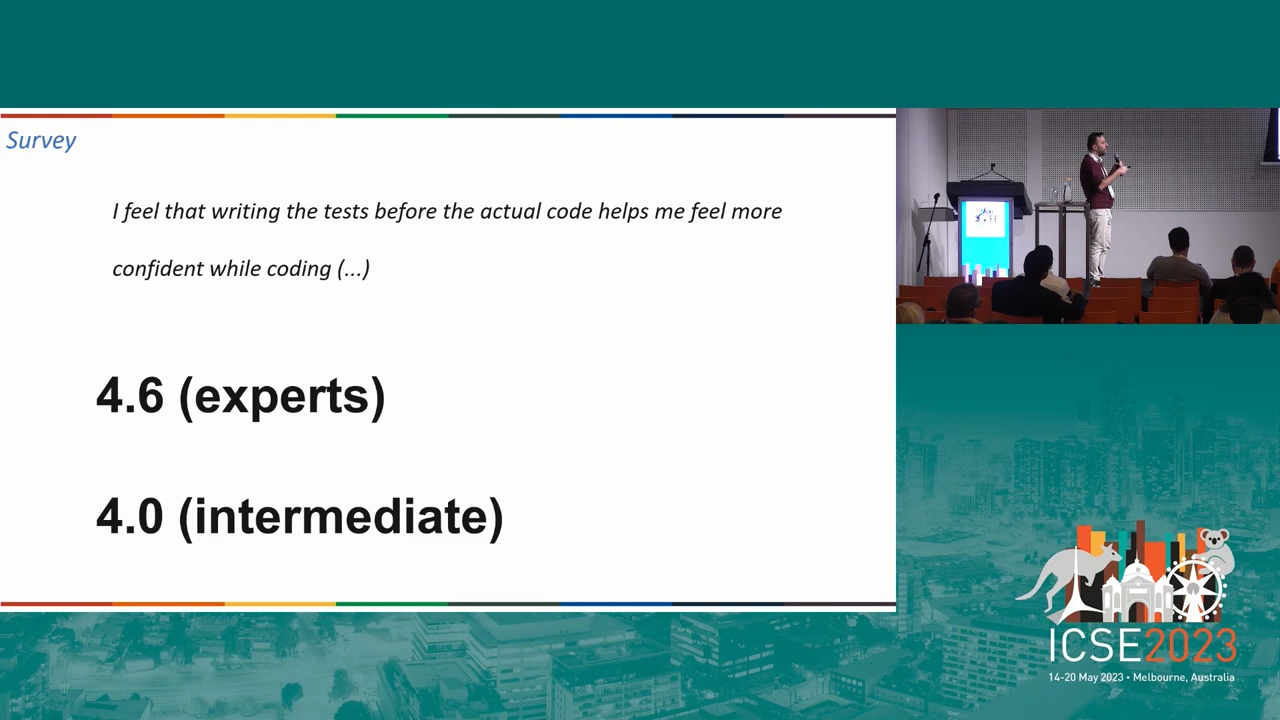 Survey
I feel that writing the tests before the actual code helps me feel more
confident while coding (...)
4.6 (experts)
4.0 (intermediate)
ICSE2023
14-20 May 2023 • Melbourne, Australia